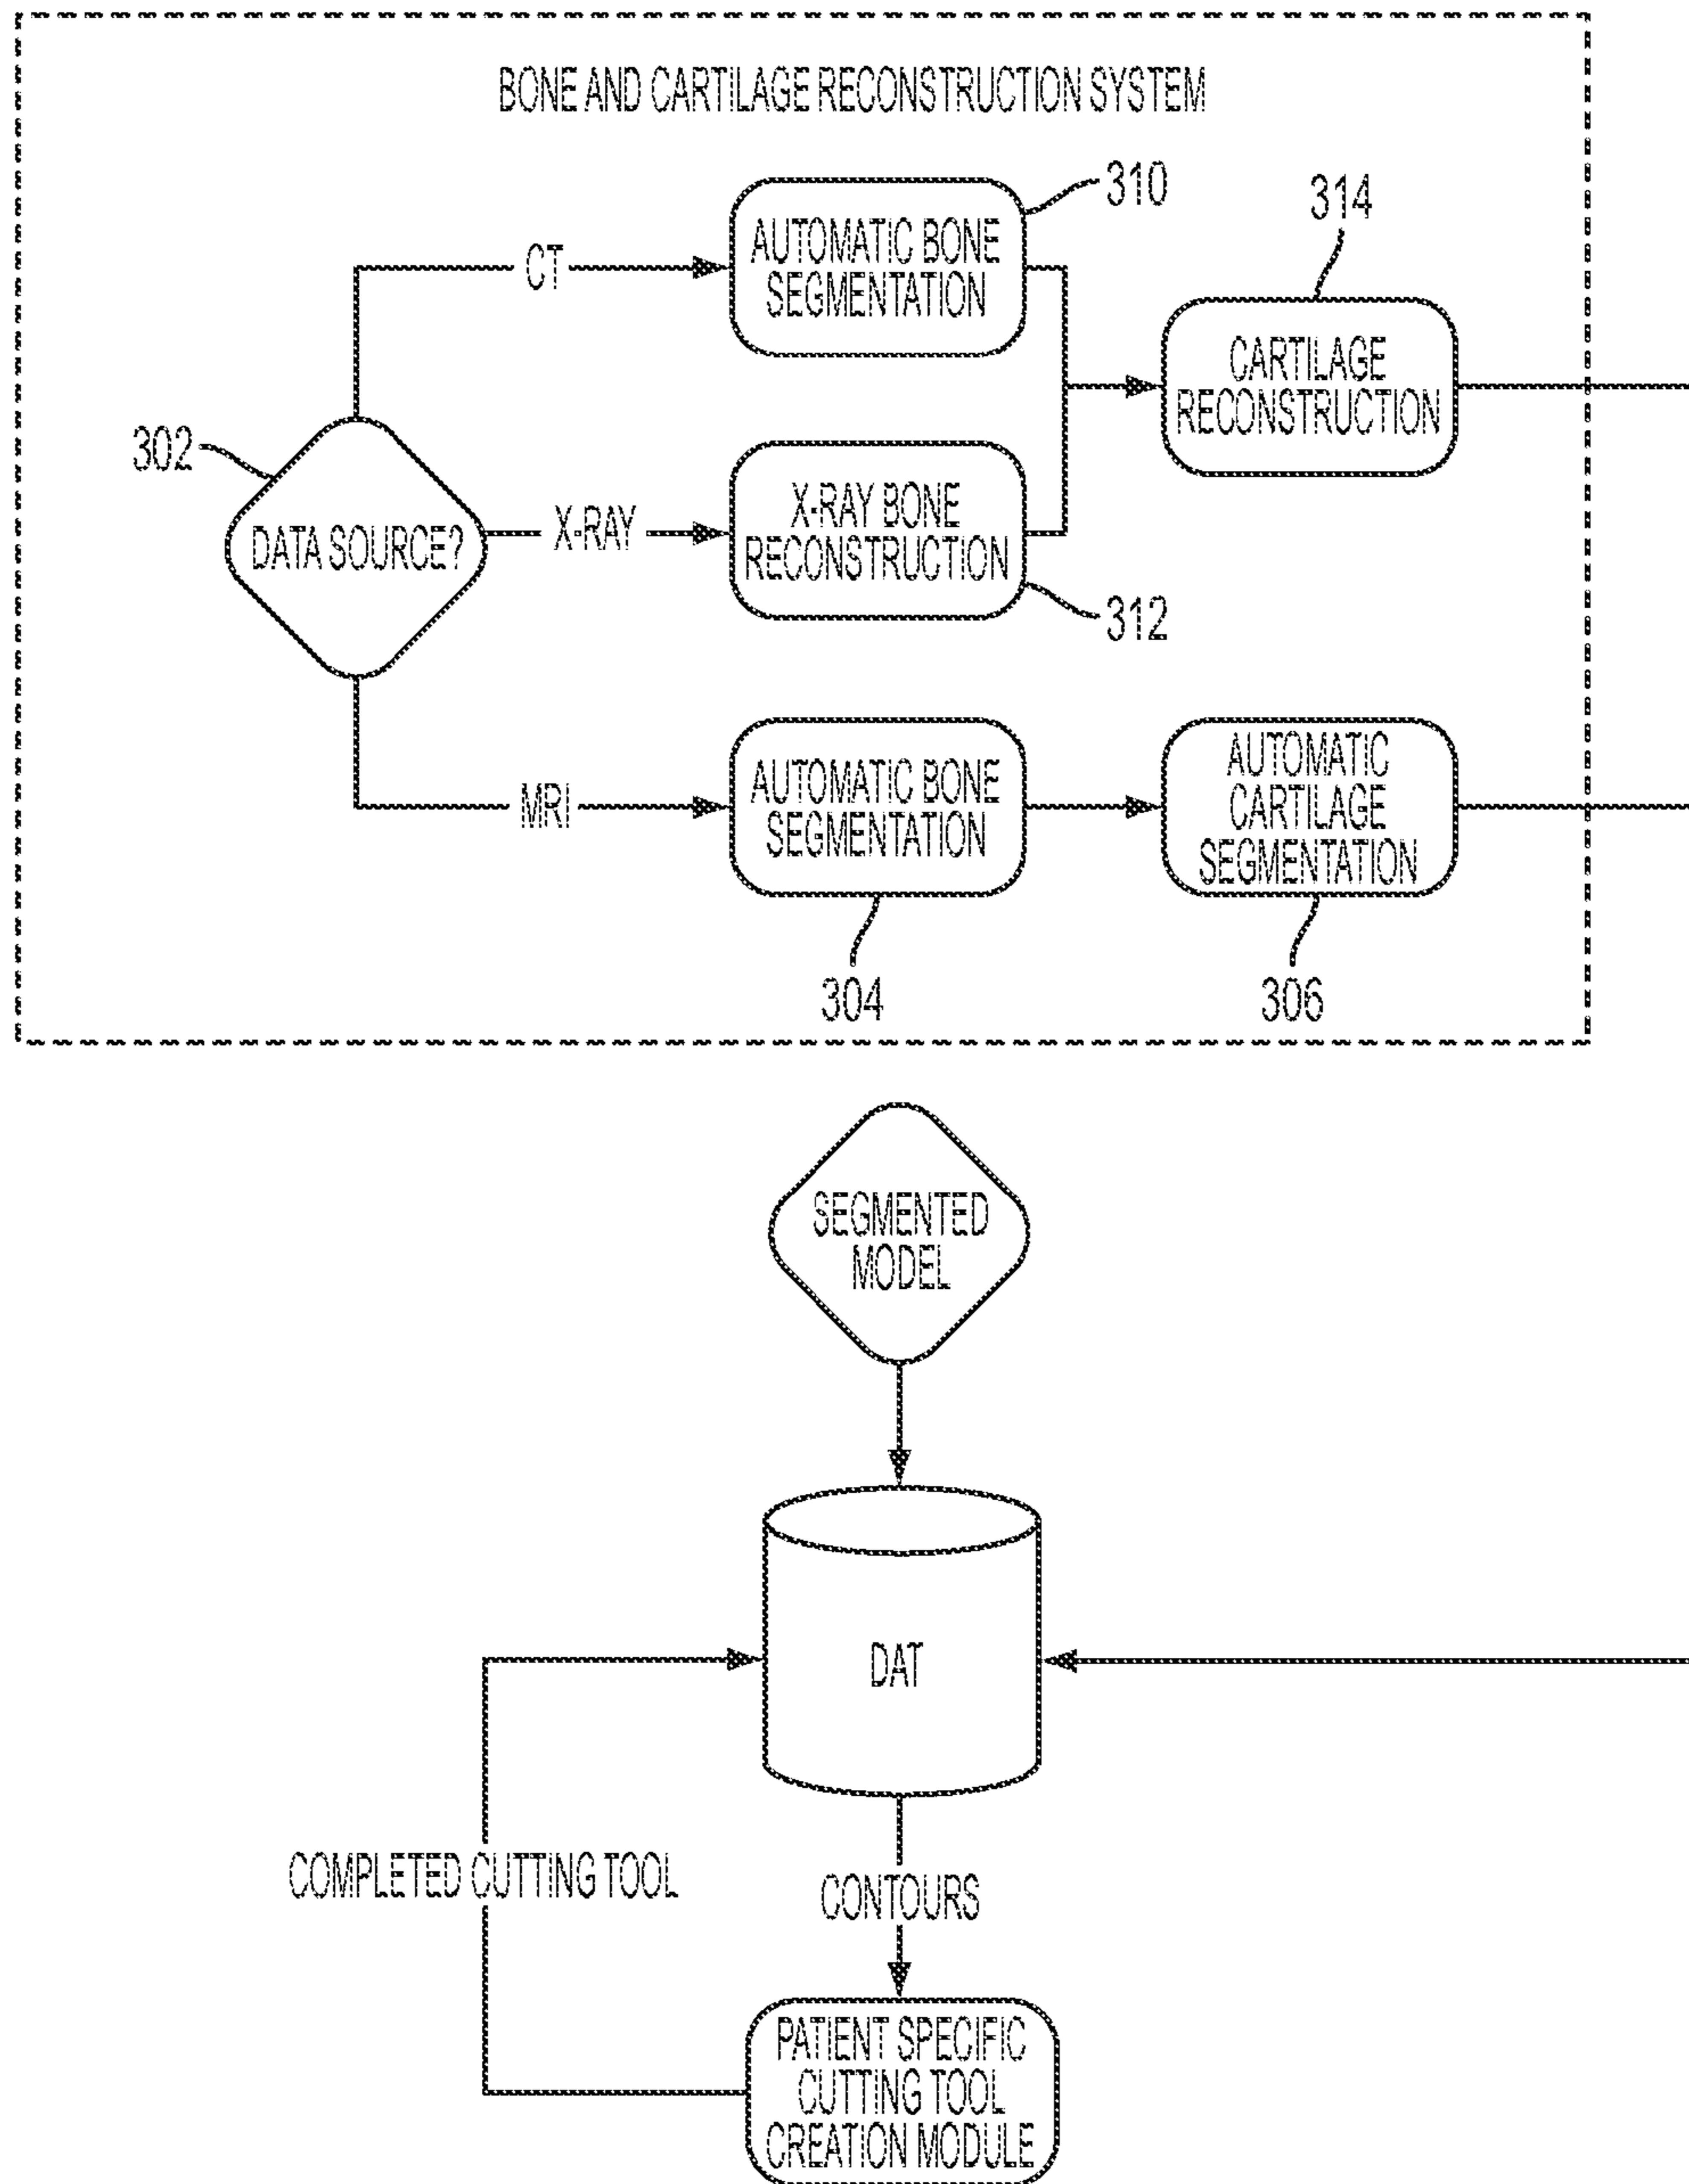 BONE AND CARTILAGE RECONSTRUCTION SYSTEM
310
314
AUTOMATIC BONE
SEGMENTATION
CT
CARTILAGE
RECONSTRUCTION
302
DATA SOURCE?
X-RAY
X-RAY BONE
RECONSTRUCTION
312
MRI
AUTOMATIC BONE
SEGMENTATION
AUTOMATIC
CARTILAGE
SEGMENTATION
304
306
SEGMENTED
MODEL
DAT
COMPLETED CUTTING TOOL
CONTOURS
PATIENT SPECIFIC
CUTTING TOOL
CREATION MODULE